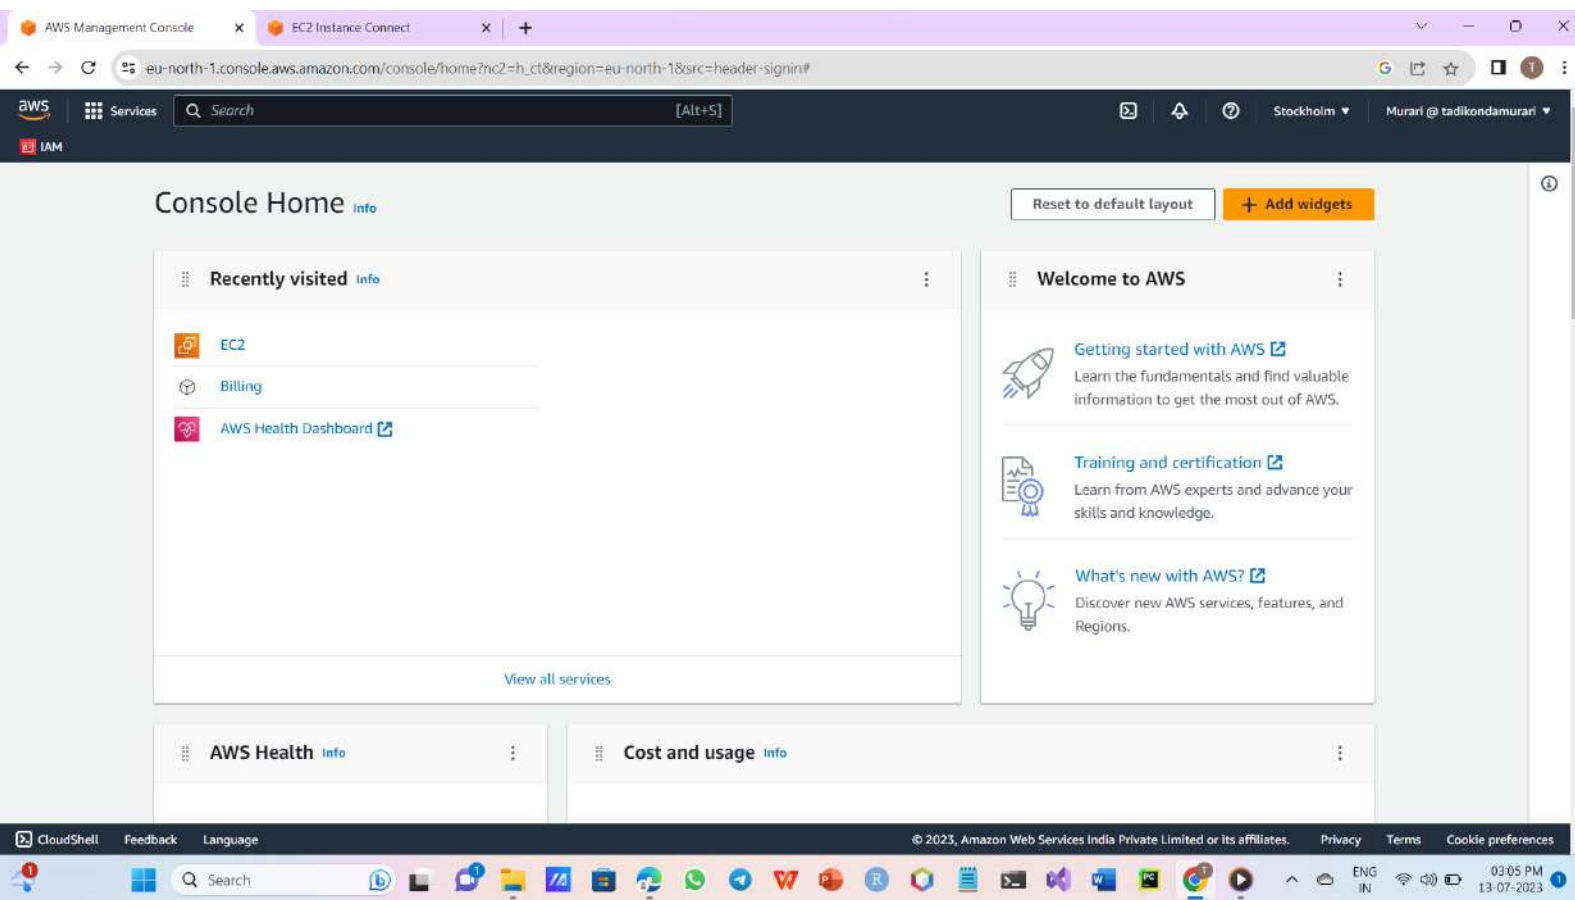 AWS Management Console
EC2 Instance Connect
eu-north-1.console.aws.amazon.com/console/home?nc2=h_ct&region=eu-north-1&src=header-signin#
G
T
aws
Services
Search
[Alt+S]
Stockholm
Murari @ tadikondamurari
IAM
Console Home Info
Reset to default layout
+ Add widgets
Recently visited Info
Welcome to AWS
EC2
Billing
AWS Health Dashboard
Getting started with AWS
Learn the fundamentals and find valuable
information to get the most out of AWS.
Training and certification
Learn from AWS experts and advance your
skills and knowledge.
What's new with AWS?
Discover new AWS services, features, and
Regions.
View all services
AWS Health Info
Cost and usage Info
CloudShell
Feedback
Language
© 2023, Amazon Web Services India Private Limited or its affiliates.
Privacy
Terms
Cookie preferences
1
Search
1
W
P
R
W
PC
1
ENG
IN
03:05 PM
13-07-2023
1